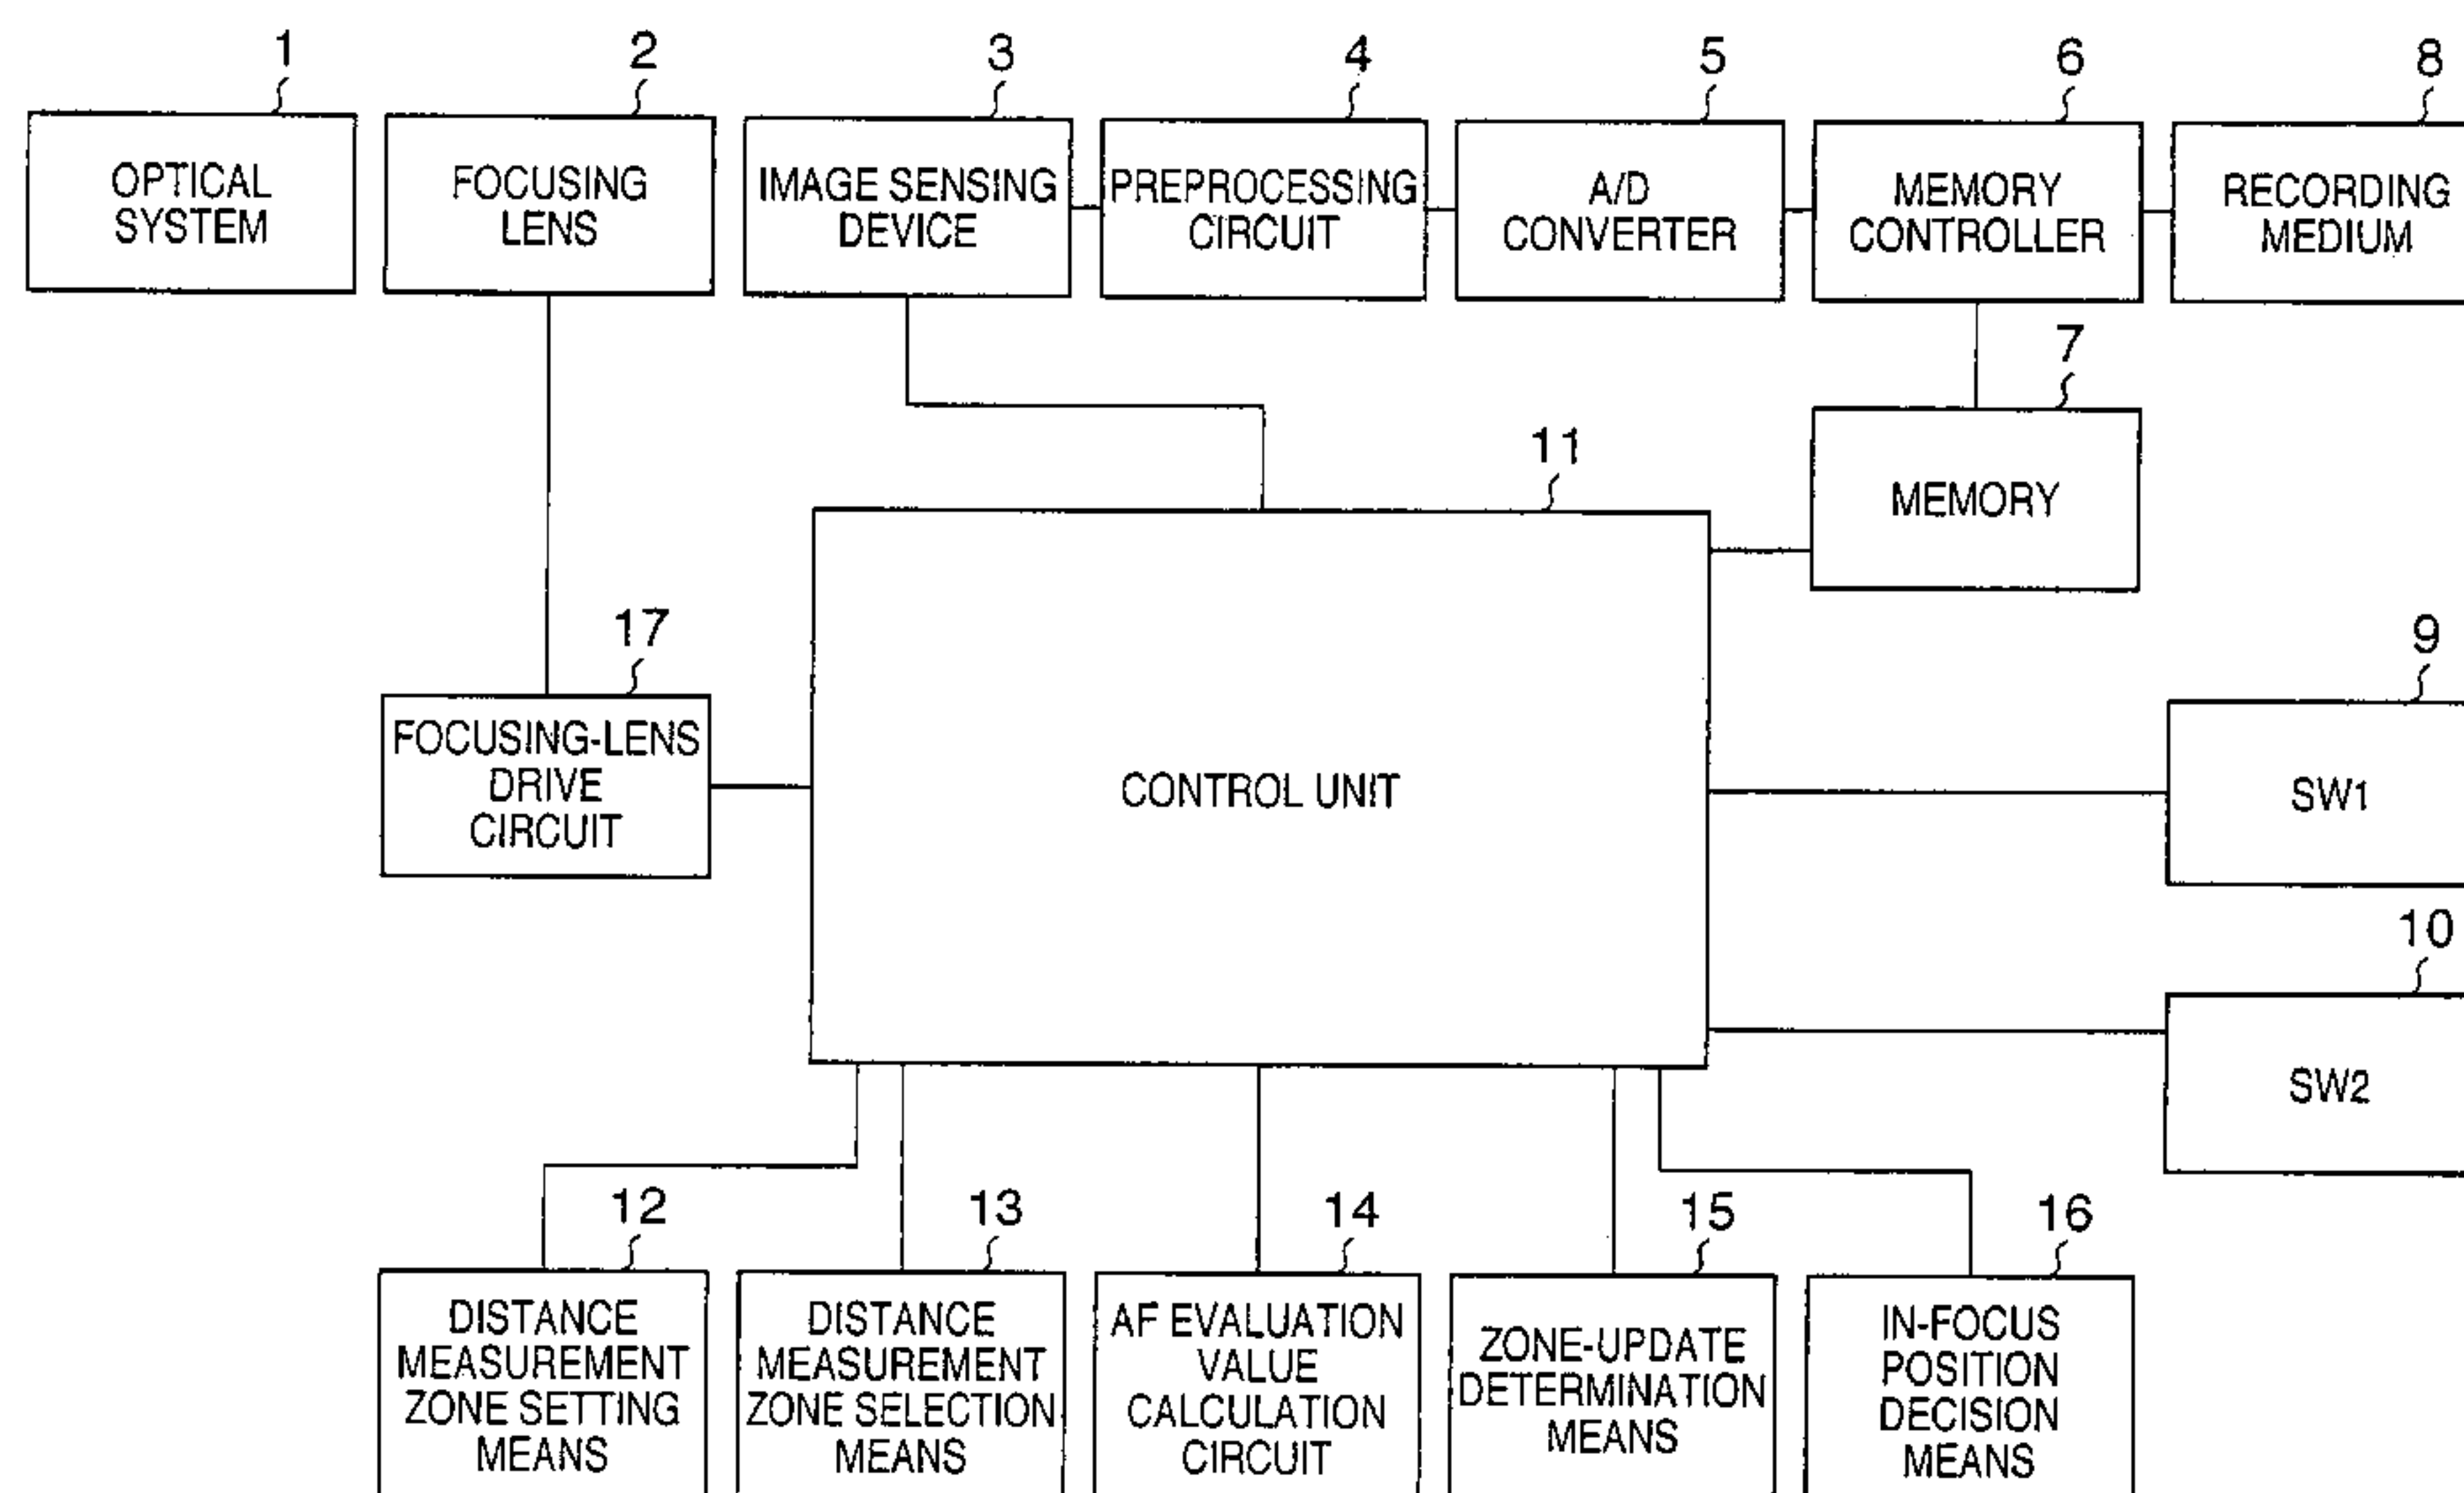 1
2
3
4
5
6
8
OPTICAL
SYSTEM
FOCUSING
LENS
IMAGE SENSING
DEVICE
PREPROCESSING
CIRCUIT
A/D
CONVERTER
MEMORY
CONTROLLER
RECORDING
MEDIUM
7
MEMORY
11
CONTROL UNIT
17
FOCUSING-LENS
DRIVE
CIRCUIT
9
SW1
10
SW2
12
DISTANCE
MEASUREMENT
ZONE SETTING
MEANS
13
DISTANCE
MEASUREMENT
ZONE SELECTION
MEANS
14
AF EVALUATION
VALUE
CALCULATION
CIRCUIT
15
ZONE-UPDATE
DETERMINATION
MEANS
16
IN-FOCUS
POSITION
DECISION
MEANS